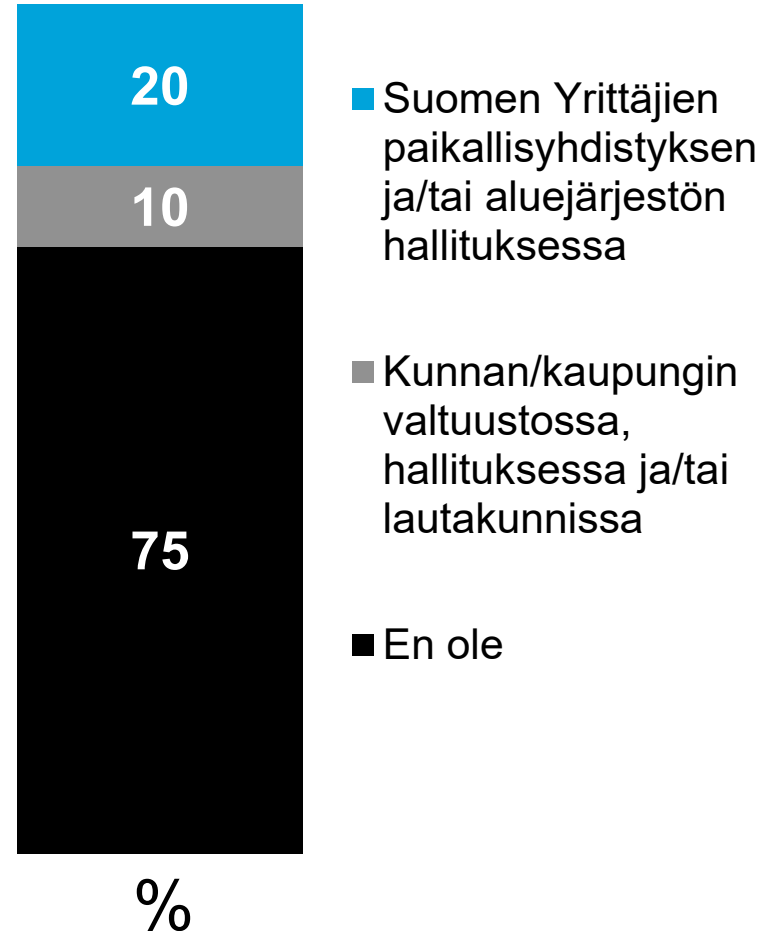 20
10
75
%
Suomen Yrittäjien
paikallisyhdistyksen
ja/tai aluejärjestön
hallituksessa
Kunnan/kaupungin
valtuustossa,
hallituksessa ja/tai
lautakunnissa
En ole